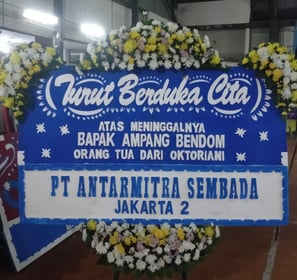 Turut Berduka Cita
ATAS MENINGGALNYA
BAPAK AMPANG BENDOM
ORANG TUA DARI OKTORIANI
PT ANTARMITRA SEMBADA
JAKARTA 2